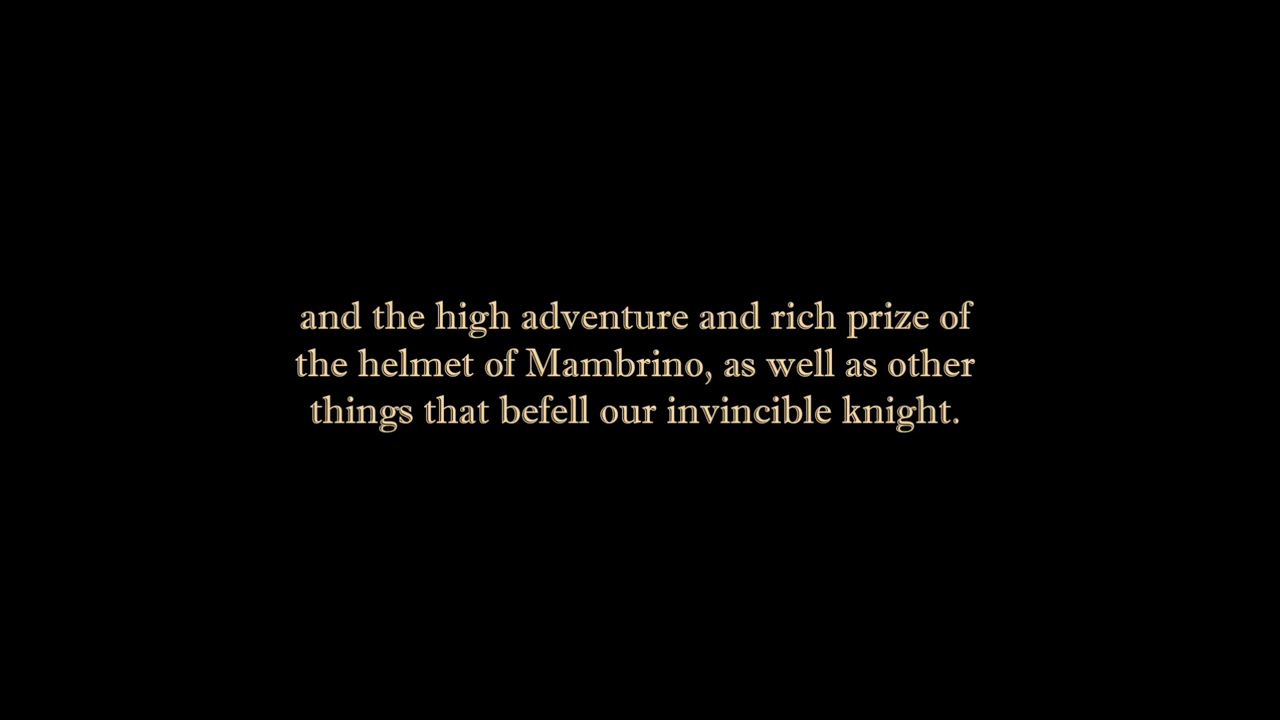 and the high adventure and rich prize of
the helmet of Mambrino, as well as other
things that befell our invincible knight.